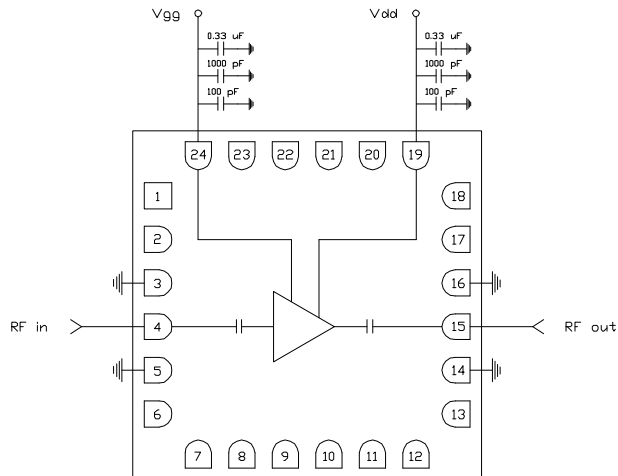 Vgg Vdd
0.33 uF 0.33 uF
1000 pF 1000 pF
100 pF 100 pF
24 23 22 21 20 19
1 18
2 17
3 16
RF in 4 15 RF out
5 14
6 13
7 8 9 10 11 12